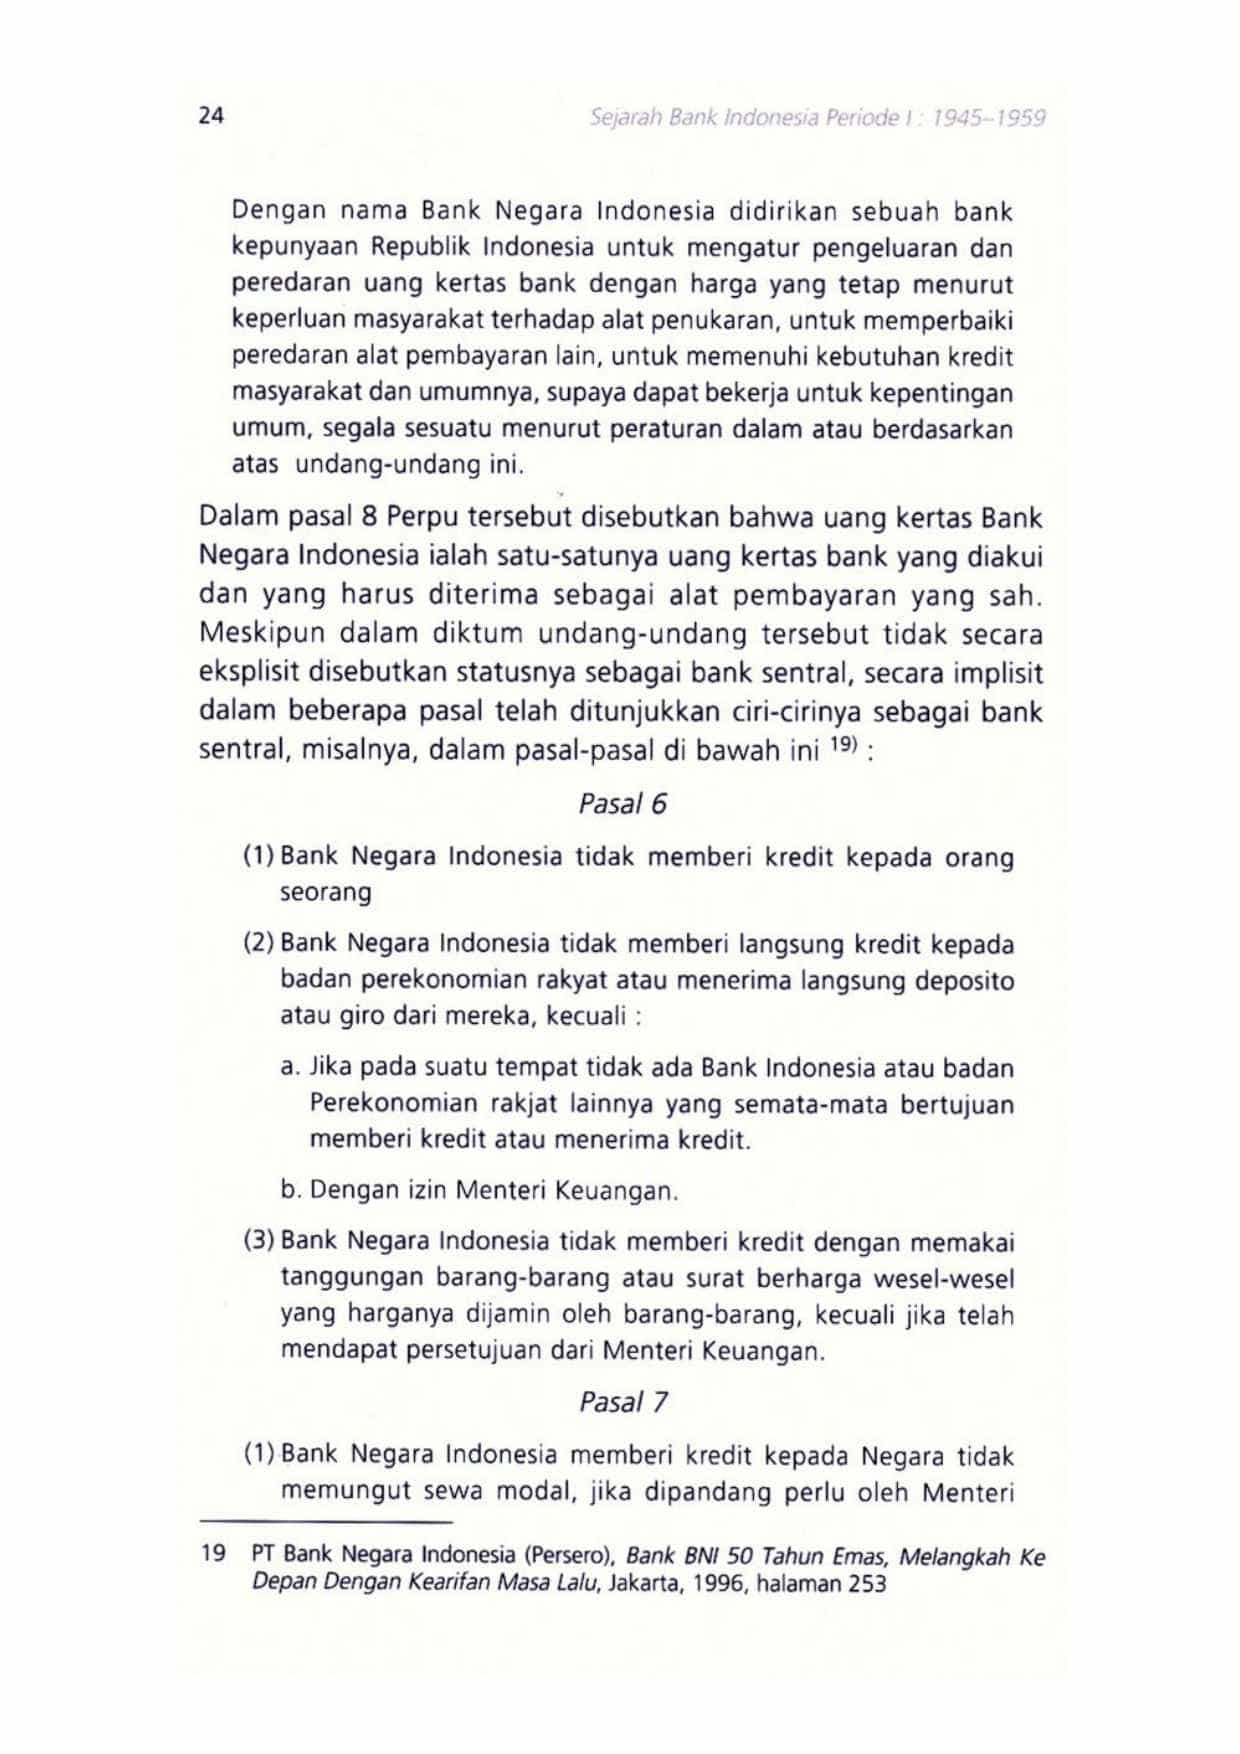 24
Sejarah Bank Indonesia Periode I : 1945–1959
Dengan nama Bank Negara Indonesia didirikan sebuah bank
kepunyaan Republik Indonesia untuk mengatur pengeluaran dan
peredaran uang kertas bank dengan harga yang tetap menurut
keperluan masyarakat terhadap alat penukaran, untuk memperbaiki
peredaran alat pembayaran lain, untuk memenuhi kebutuhan kredit
masyarakat dan umumnya, supaya dapat bekerja untuk kepentingan
umum, segala sesuatu menurut peraturan dalam atau berdasarkan
atas undang-undang ini.
Dalam pasal 8 Perpu tersebut disebutkan bahwa uang kertas Bank
Negara Indonesia ialah satu-satunya uang kertas bank yang diakui
dan yang harus diterima sebagai alat pembayaran yang sah.
Meskipun dalam diktum undang-undang tersebut tidak secara
eksplisit disebutkan statusnya sebagai bank sentral, secara implisit
dalam beberapa pasal telah ditunjukkan ciri-cirinya sebagai bank
sentral, misalnya, dalam pasal-pasal di bawah ini 19) :
Pasal 6
(1) Bank Negara Indonesia tidak memberi kredit kepada orang
seorang
(2) Bank Negara Indonesia tidak memberi langsung kredit kepada
badan perekonomian rakyat atau menerima langsung deposito
atau giro dari mereka, kecuali :
a. Jika pada suatu tempat tidak ada Bank Indonesia atau badan
Perekonomian rakjat lainnya yang semata-mata bertujuan
memberi kredit atau menerima kredit.
b. Dengan izin Menteri Keuangan.
(3) Bank Negara Indonesia tidak memberi kredit dengan memakai
tanggungan barang-barang atau surat berharga wesel-wesel
yang harganya dijamin oleh barang-barang, kecuali jika telah
mendapat persetujuan dari Menteri Keuangan.
Pasal 7
(1) Bank Negara Indonesia memberi kredit kepada Negara tidak
memungut sewa modal, jika dipandang perlu oleh Menteri
19 PT Bank Negara Indonesia (Persero), Bank BNI 50 Tahun Emas, Melangkah Ke
Depan Dengan Kearifan Masa Lalu, Jakarta, 1996, halaman 253